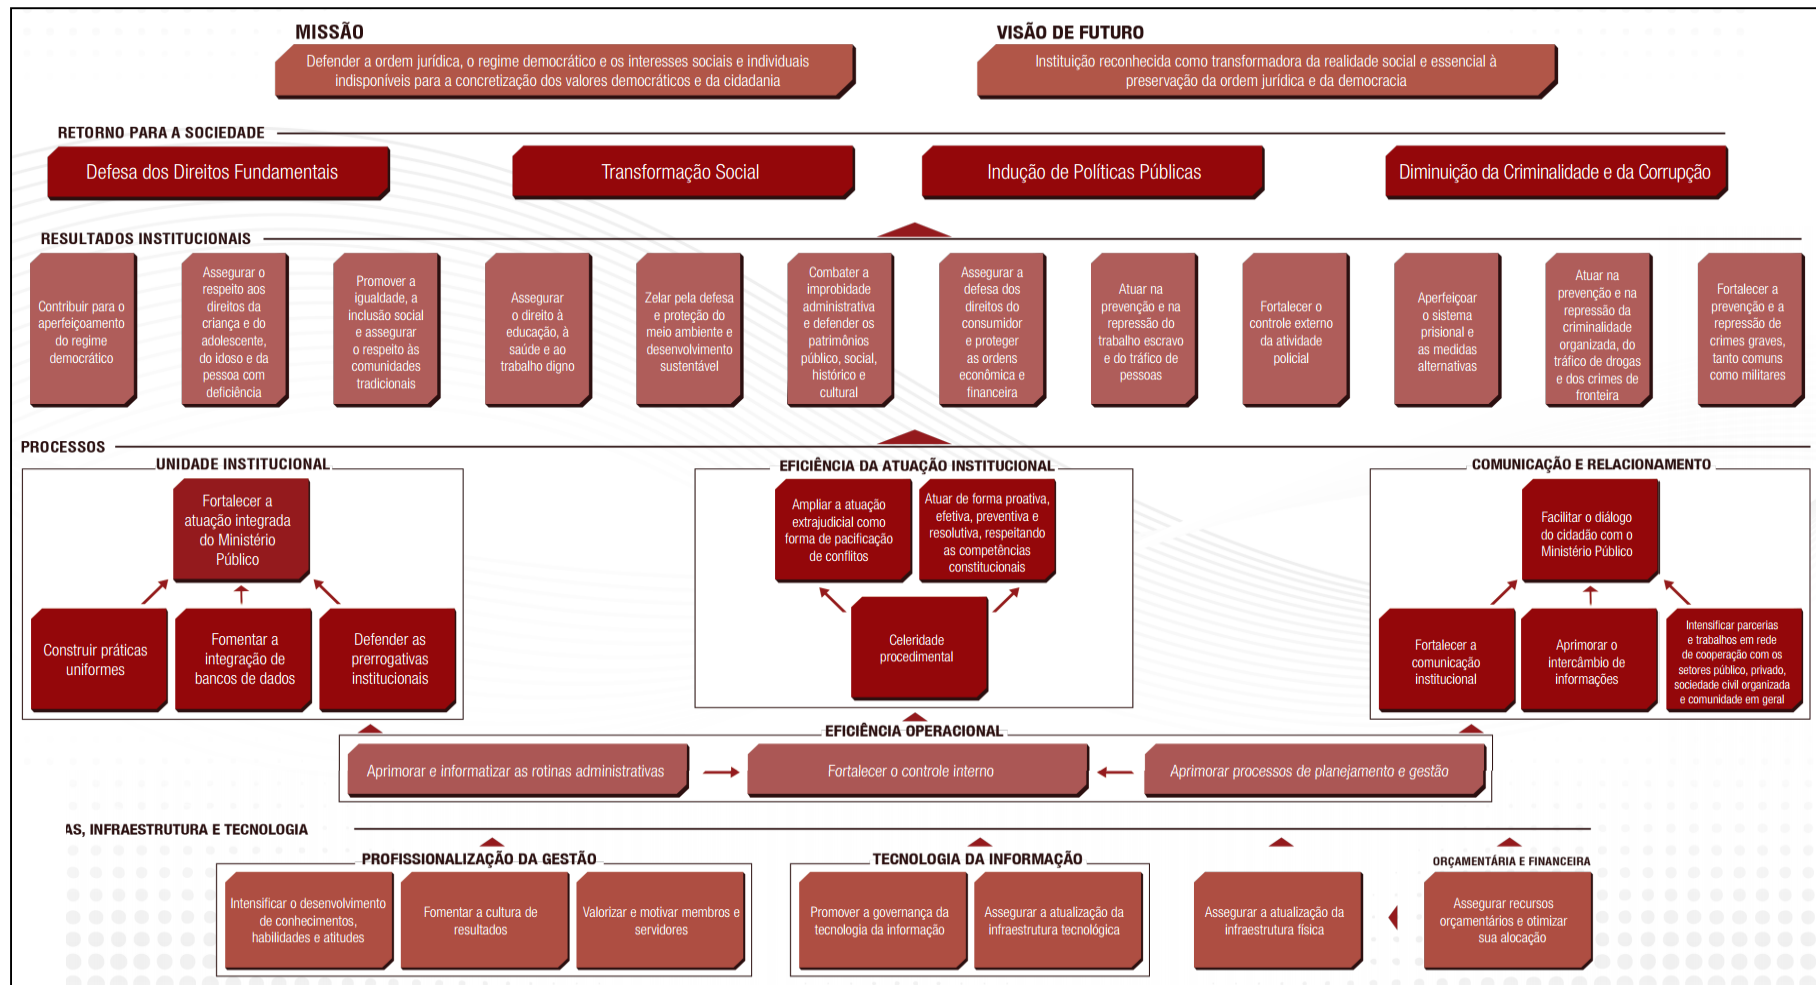 MISSÃO
Defender a ordem jurídica, o regime democrático e os interesses sociais e individuais
indisponíveis para a concretização dos valores democráticos e da cidadania
VISÃO DE FUTURO
Instituição reconhecida como transformadora da realidade social e essencial à
preservação da ordem jurídica e da democracia
RETORNO PARA A SOCIEDADE
Defesa dos Direitos Fundamentais
Transformação Social
Indução de Políticas Públicas
Diminuição da Criminalidade e da Corrupção
RESULTADOS INSTITUCIONAIS
Contribuir para o
aperfeiçoamento
do regime
democrático
Assegurar o
respeito aos
direitos da
criança e do
adolescente,
do idoso e da
pessoa com
deficiência
Promover a
igualdade, a
inclusão social
e assegurar
o respeito às
comunidades
tradicionais
Assegurar
o direito à
educação, à
saúde e ao
trabalho digno
Zelar pela defesa
e proteção do
meio ambiente e
desenvolvimento
sustentável
Combater a
improbidade
administrativa
e defender os
patrimônios
público, social,
histórico e
cultural
Assegurar a
defesa dos
direitos do
consumidor
e proteger
as ordens
econômica e
financeira
Atuar na
prevenção e na
repressão do
trabalho escravo
e do tráfico de
pessoas
Fortalecer o
controle externo
da atividade
policial
Aperfeiçoar
o sistema
prisional e
as medidas
alternativas
Atuar na
prevenção e na
repressão da
criminalidade
organizada, do
tráfico de drogas
e dos crimes de
fronteira
Fortalecer a
prevenção e a
repressão de
crimes graves,
tanto comuns
como militares
PROCESSOS
UNIDADE INSTITUCIONAL
Fortalecer a
atuação integrada
do Ministério
Público
Construir práticas
uniformes
Fomentar a
integração de
bancos de dados
Defender as
prerrogativas
institucionais
EFICIÊNCIA DA ATUAÇÃO INSTITUCIONAL
Ampliar a atuação
extrajudicial como
forma de pacificação
de conflitos
Atuar de forma proativa,
efetiva, preventiva e
resolutiva, respeitando
as competências
constitucionais
Celeridade
procedimental
COMUNICAÇÃO E RELACIONAMENTO
Facilitar o diálogo
do cidadão com o
Ministério Público
Fortalecer a
comunicação
institucional
Aprimorar o
intercâmbio de
informações
Intensificar parcerias
e trabalhos em rede
de cooperação com os
setores público, privado,
sociedade civil organizada
e comunidade em geral
EFICIÊNCIA OPERACIONAL
Aprimorar e informatizar as rotinas administrativas
Fortalecer o controle interno
Aprimorar processos de planejamento e gestão
AS, INFRAESTRUTURA E TECNOLOGIA
PROFISSIONALIZAÇÃO DA GESTÃO
Intensificar o desenvolvimento
de conhecimentos,
habilidades e atitudes
Fomentar a cultura de
resultados
Valorizar e motivar membros e
servidores
TECNOLOGIA DA INFORMAÇÃO
Promover a governança da
tecnologia da informação
Assegurar a atualização da
infraestrutura tecnológica
Assegurar a atualização da
infraestrutura física
ORÇAMENTÁRIA E FINANCEIRA
Assegurar recursos
orçamentários e otimizar
sua alocação